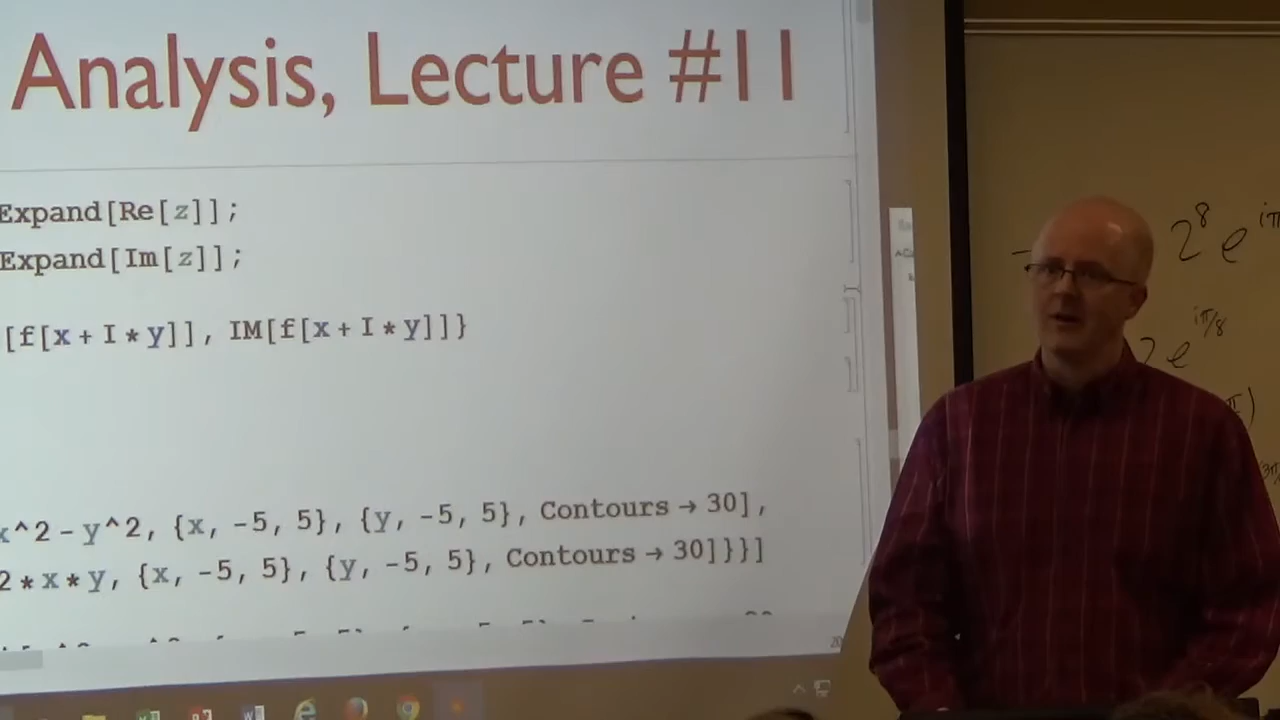 Analysis, Lecture #11
Expand[Re[z]];
Expand[Im[z]];
[f[x + I * y]], IM[f[x + I * y]]}
x^2 - y^2, {x, -5, 5}, {y, -5, 5}, Contours → 30],
2 * x * y, {x, -5, 5}, {y, -5, 5}, Contours → 30]}}]
2^8 e^iπ
2 e^iπ/8